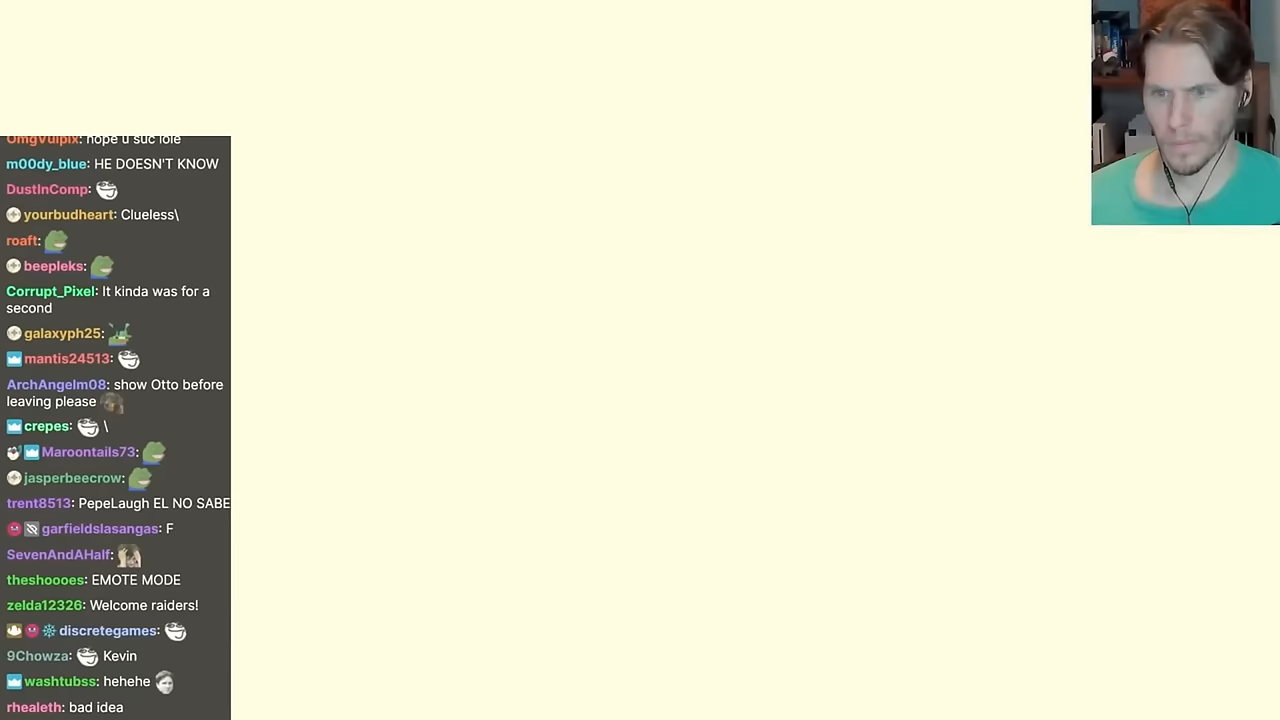 OmgVulpix: hope u suc lole
m00dy_blue: HE DOESN'T KNOW
DustInComp:
yourbudheart: Clueless\
roaft:
beepleks:
Corrupt_Pixel: It kinda was for a
second
galaxyph25:
mantis24513:
ArchAngelm08: show Otto before
leaving please
crepes: \
Maroontails73:
jasperbeecrow:
trent8513: PepeLaugh EL NO SABE
garfieldslasangas: F
SevenAndAHalf:
theshoooes: EMOTE MODE
zelda12326: Welcome raiders!
discretegames:
9Chowza: Kevin
washtubss: hehehe
rhealeth: bad idea